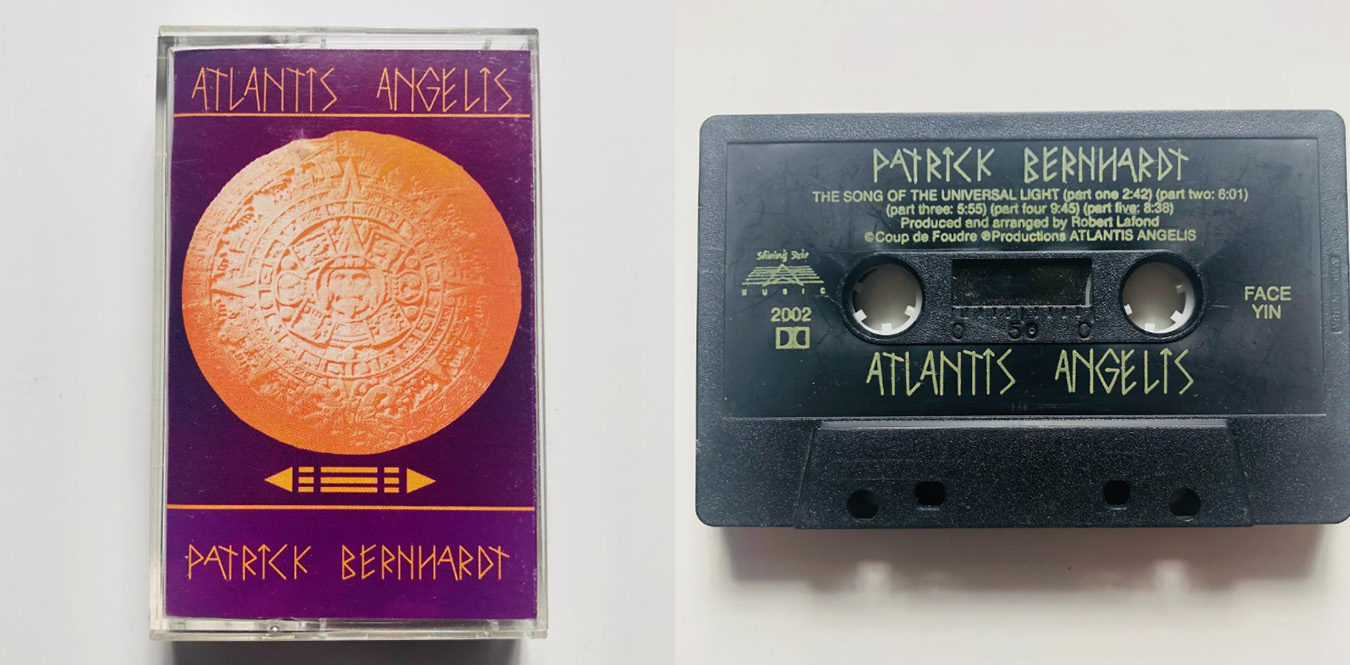 ATLANTIS ANGELIS
PATRICK BERNHARDT
PATRICK BERNHARDT
THE SONG OF THE UNIVERSAL LIGHT (part one 2:42) (part two: 6:01)
(part three: 5:55) (part four 9:45) (part five: 8:38)
Produced and arranged by Robert Lafond
©Coup de Foudre ℗Productions ATLANTIS ANGELIS
Shining Star
MUSIC
2002
FACE
YIN
0 50 0
ATLANTIS ANGELIS